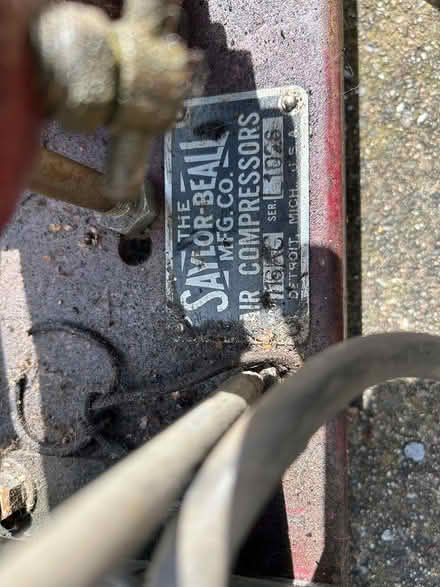 THE
SAYLOR-BEALL
MFG. CO.
AIR COMPRESSORS
SER.
DETROIT, MICH., U.S.A.